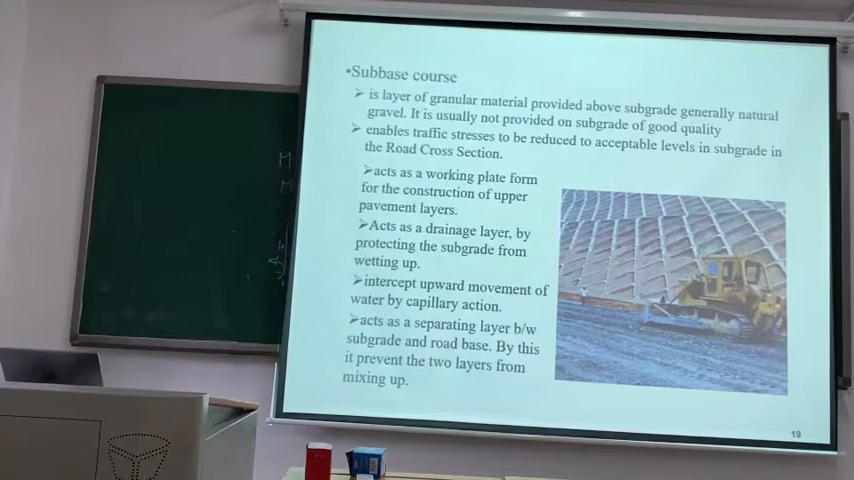 •Subbase course
➢is layer of granular material provided above subgrade generally natural
gravel. It is usually not provided on subgrade of good quality
➢enables traffic stresses to be reduced to acceptable levels in subgrade in
the Road Cross Section.
➢acts as a working plate form
for the construction of upper
pavement layers.
➢Acts as a drainage layer, by
protecting the subgrade from
wetting up.
➢intercept upward movement of
water by capillary action.
➢acts as a separating layer b/w
subgrade and road base. By this
it prevent the two layers from
mixing up.
19